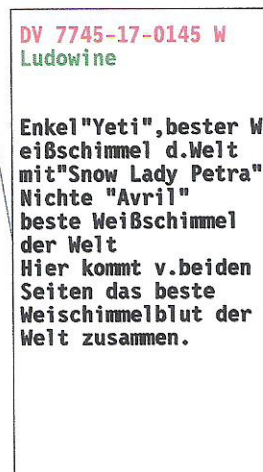 DV 7745-17-0145 W
Ludowine
Enkel"Yeti",bester W
eißschimmel d.Welt
mit"Snow Lady Petra"
Nichte "Avril"
beste Weißschimmel
der Welt
Hier kommt v.beiden
Seiten das beste
Weischimmelblut der
Welt zusammen.